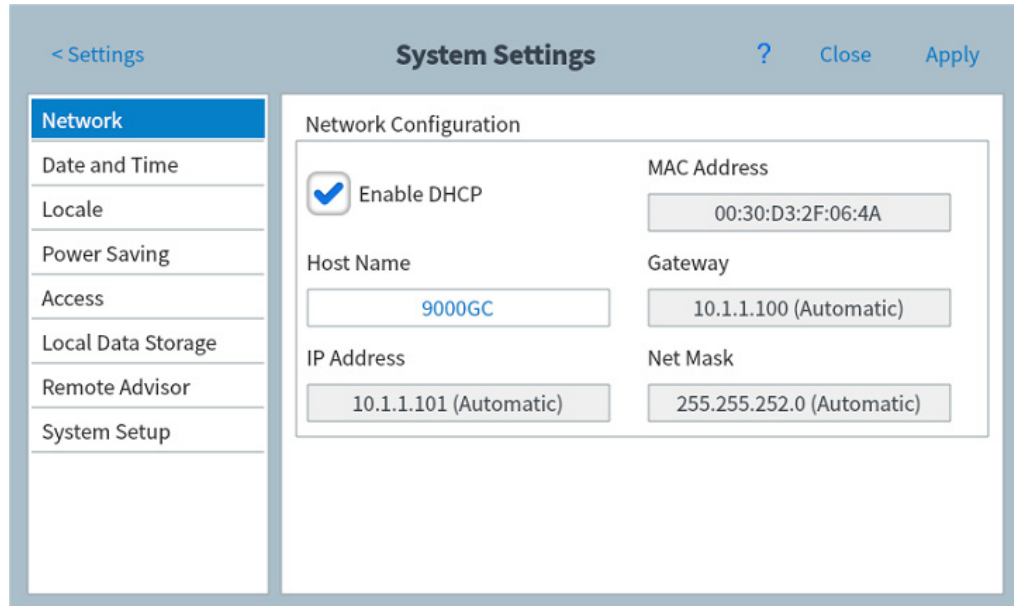 < Settings
System Settings
?
Close
Apply
Network
Date and Time
Locale
Power Saving
Access
Local Data Storage
Remote Advisor
System Setup
Network Configuration
Enable DHCP
MAC Address
00:30:D3:2F:06:4A
Host Name
9000GC
Gateway
10.1.1.100 (Automatic)
IP Address
10.1.1.101 (Automatic)
Net Mask
255.255.252.0 (Automatic)